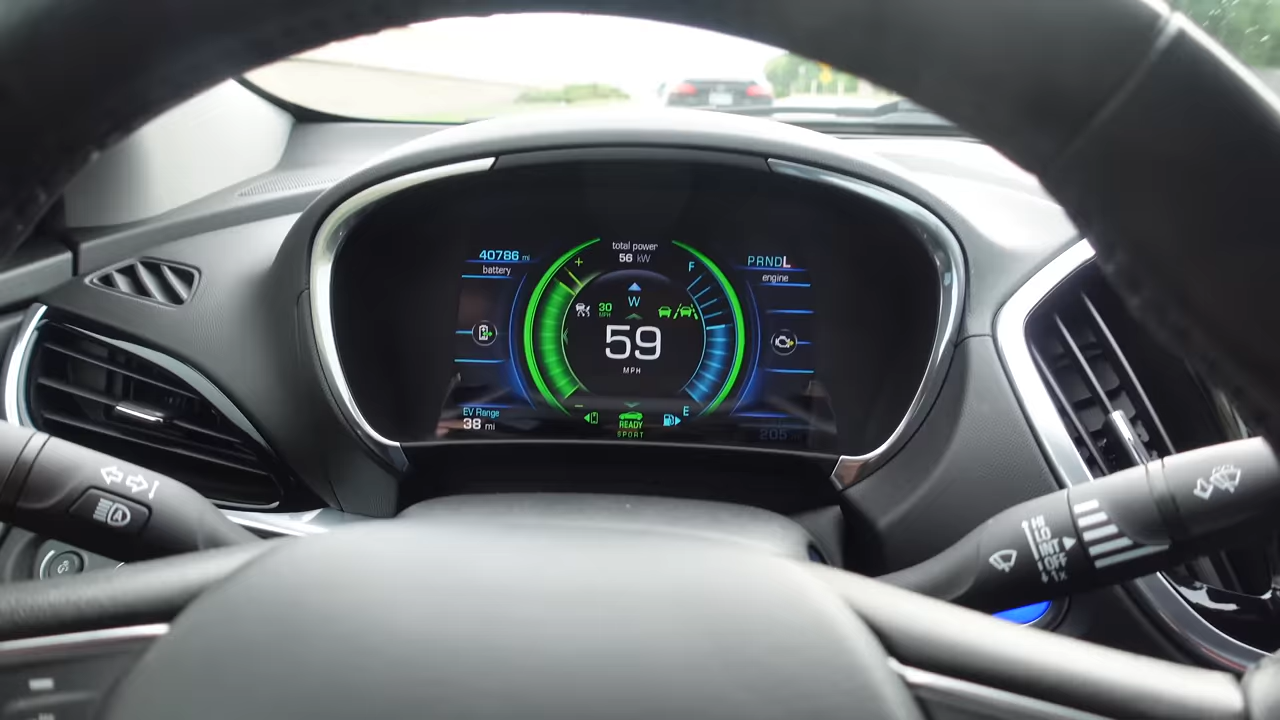 40786 mi
battery
total power
56 kW
PRNDL
engine
+
F
W
30
MPH
59
MPH
EV Range
38 mi
-
E
READY
SPORT
205
HI
LO
INT
OFF
1x
A